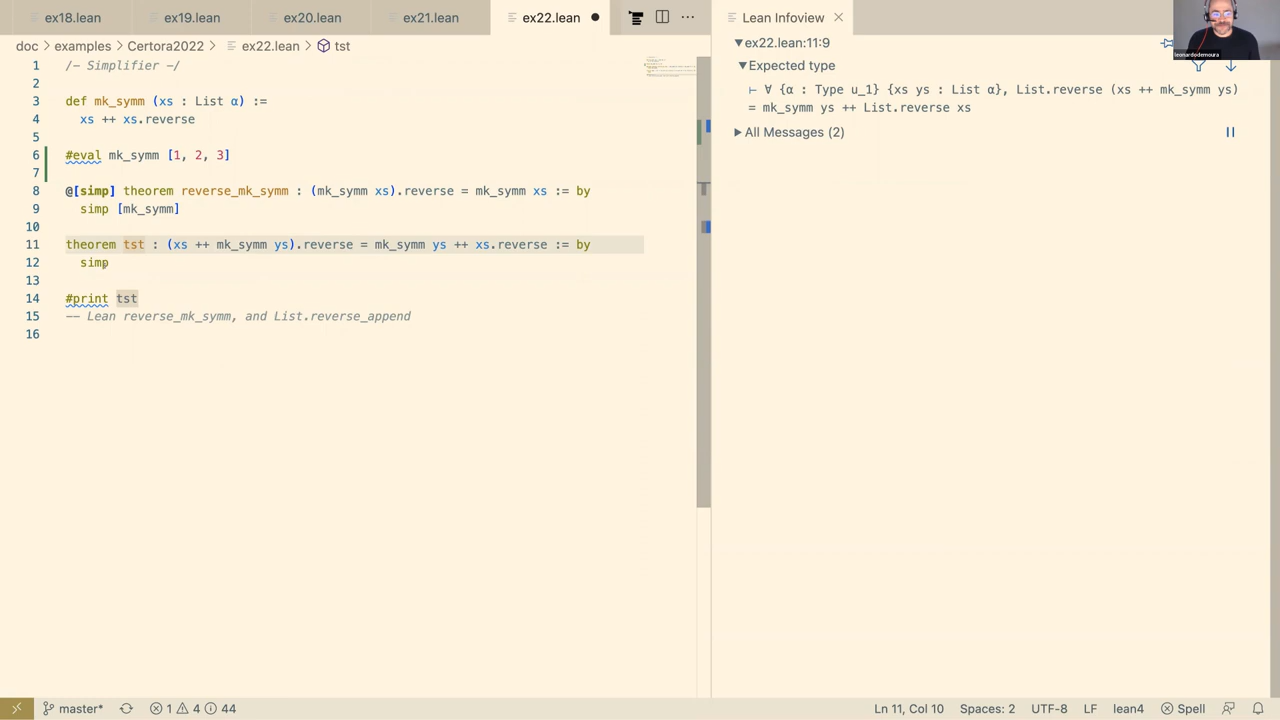 ex18.lean ex19.lean ex20.lean ex21.lean ex22.lean Lean Infoview
doc examples Certora2022 ex22.lean tst
1 /- Simplifier -/
2
3 def mk_symm (xs : List α) :=
4 xs ++ xs.reverse
5
6 #eval mk_symm [1, 2, 3]
7
8 @[simp] theorem reverse_mk_symm : (mk_symm xs).reverse = mk_symm xs := by
9 simp [mk_symm]
10
11 theorem tst : (xs ++ mk_symm ys).reverse = mk_symm ys ++ xs.reverse := by
12 simp
13
14 #print tst
15 -- Lean reverse_mk_symm, and List.reverse_append
16
ex22.lean:11:9
Expected type
⊢ ∀ {α : Type u_1} {xs ys : List α}, List.reverse (xs ++ mk_symm ys)
= mk_symm ys ++ List.reverse xs
All Messages (2)
leonardodemoura
master* 1 4 44 Ln 11, Col 10 Spaces: 2 UTF-8 LF lean4 Spell